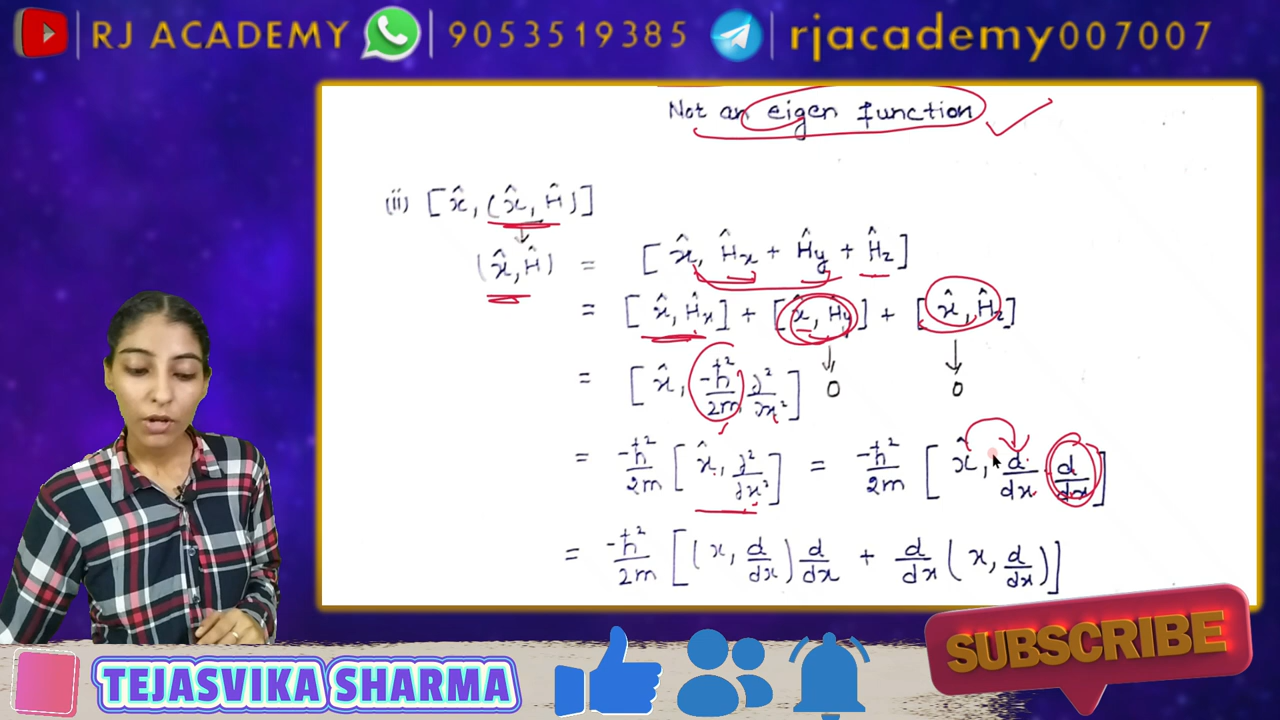 RJ ACADEMY | 9053519385 | rjacademy007007
Not an eigen function
(ii) [x̂, (x̂, Ĥ)]
(x̂, Ĥ) = [x̂, Ĥx + Ĥy + Ĥz]
= [x̂, Ĥx] + [x̂, Ĥy] + [x̂, Ĥz]
= [x̂, -ħ²/2m ∂²/∂x²] 0 0
= -ħ²/2m [x̂, ∂²/∂x²] = -ħ²/2m [x̂, d/dx · d/dx]
= -ħ²/2m [(x, d/dx) d/dx + d/dx (x, d/dx)]
TEJASVIKA SHARMA
SUBSCRIBE